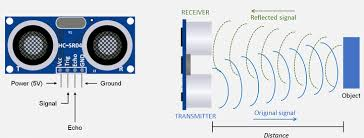 HC-SR04
Vcc
Trig
Echo
GND
Power (5V)
Ground
Signal
Echo
RECEIVER
Reflected signal
Object
TRANSMITTER
Original signal
Distance